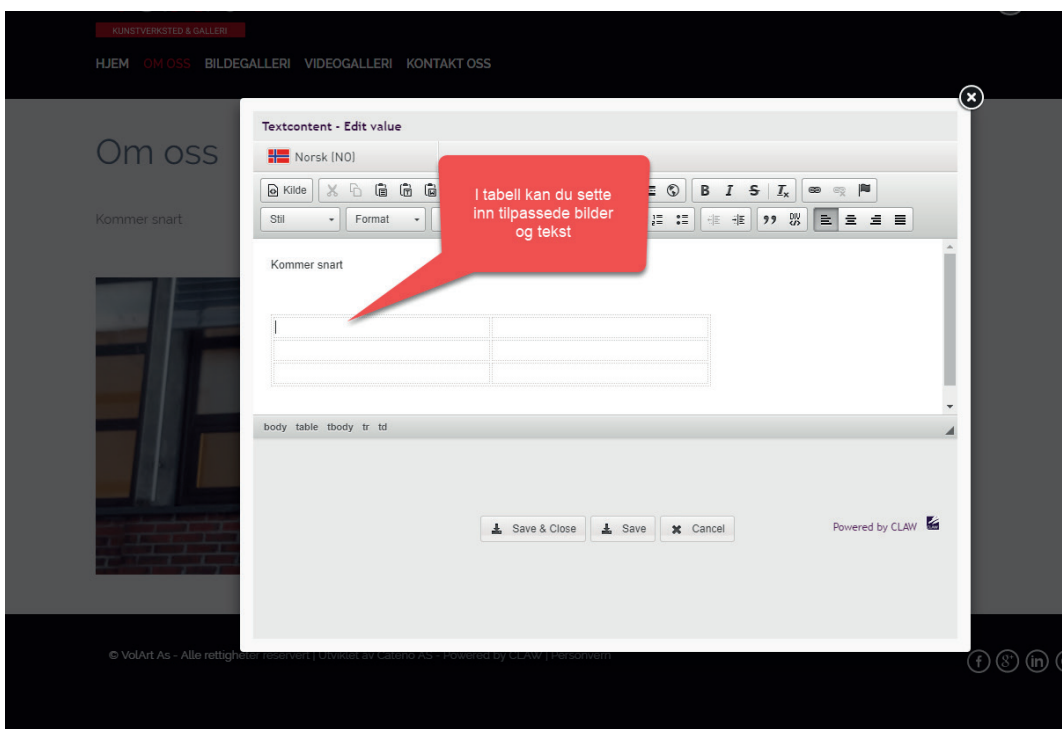 KUNSTVERKSTED & GALLERI
HJEM OM OSS BILDEGALLERI VIDEOGALLERI KONTAKT OSS
Om oss
Kommer snart
Textcontent - Edit value
Norsk (NO)
Kilde
B I S Ix
Stil Format
I tabell kan du sette
inn tilpassede bilder
og tekst
Kommer snart
body table tbody tr td
Save & Close Save Cancel
Powered by CLAW
© VolArt As - Alle rettigheter reservert | Utviklet av Cateno AS - Powered by CLAW | Personvern